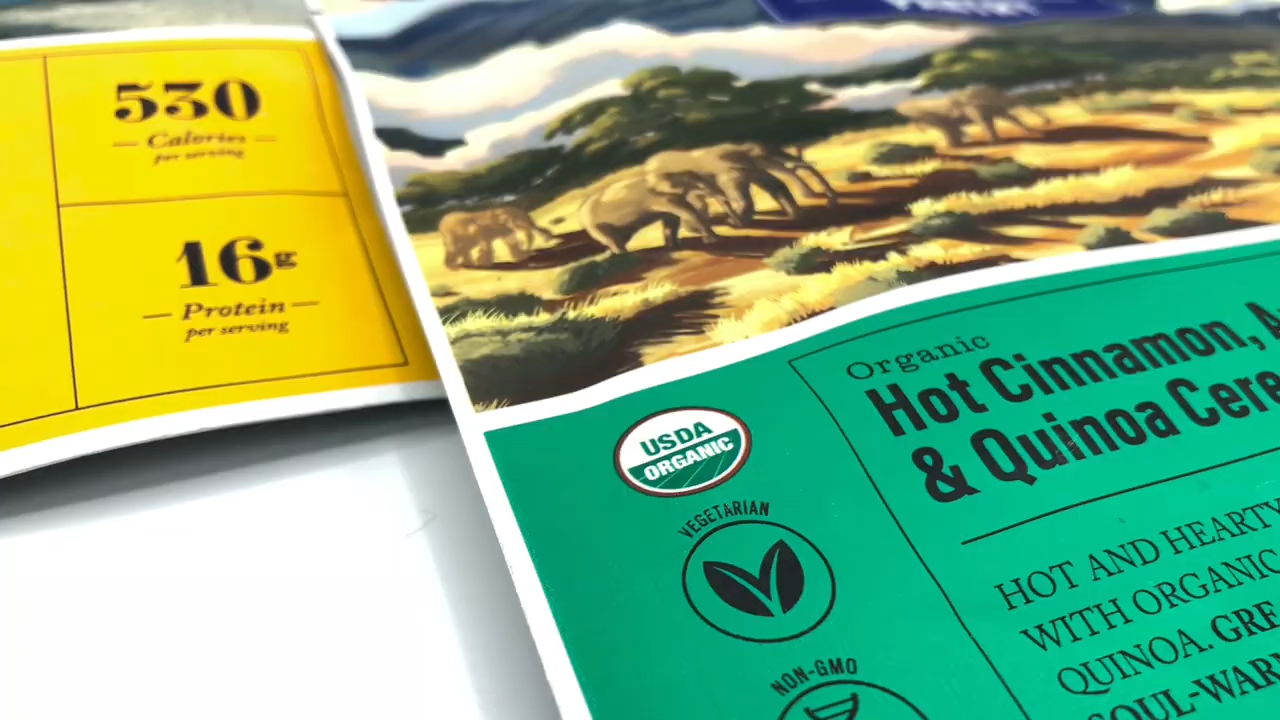 530
Calories
per serving
16g
Protein
per serving
USDA
ORGANIC
VEGETARIAN
NON-GMO
Organic
Hot Cinnamon,
& Quinoa
HOT AND HEARTY
WITH ORGANIC
QUINOA.